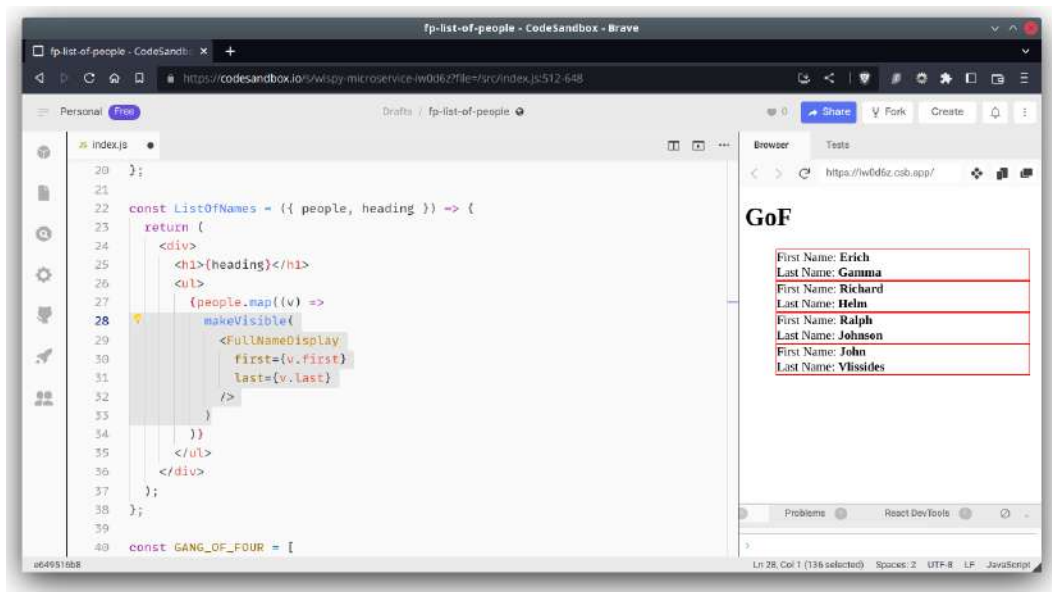 fp-list-of-people - CodeSandbox - Brave
fp-list-of-people - CodeSandb
https://codesandbox.io/s/wispy-microservice-iw0d6z?file=/src/index.js:512-648
Personal Free
Drafts / fp-list-of-people
0 Share Fork Create
JS index.js
Browser Tests
https://iw0d6z.csb.app/
20 };
21
22 const ListOfNames = ({ people, heading }) => {
23 return (
24 <div>
25 <h1>{heading}</h1>
26 <ul>
27 {people.map((v) =>
28 makeVisible(
29 <FullNameDisplay
30 first={v.first}
31 last={v.last}
32 />
33 )
34 )}
35 </ul>
36 </div>
37 );
38 };
39
40 const GANG_OF_FOUR = [
GoF
First Name: Erich
Last Name: Gamma
First Name: Richard
Last Name: Helm
First Name: Ralph
Last Name: Johnson
First Name: John
Last Name: Vlissides
Problems React DevTools
a649516b8
Ln 28, Col 1 (136 selected) Spaces: 2 UTF-8 LF JavaScript